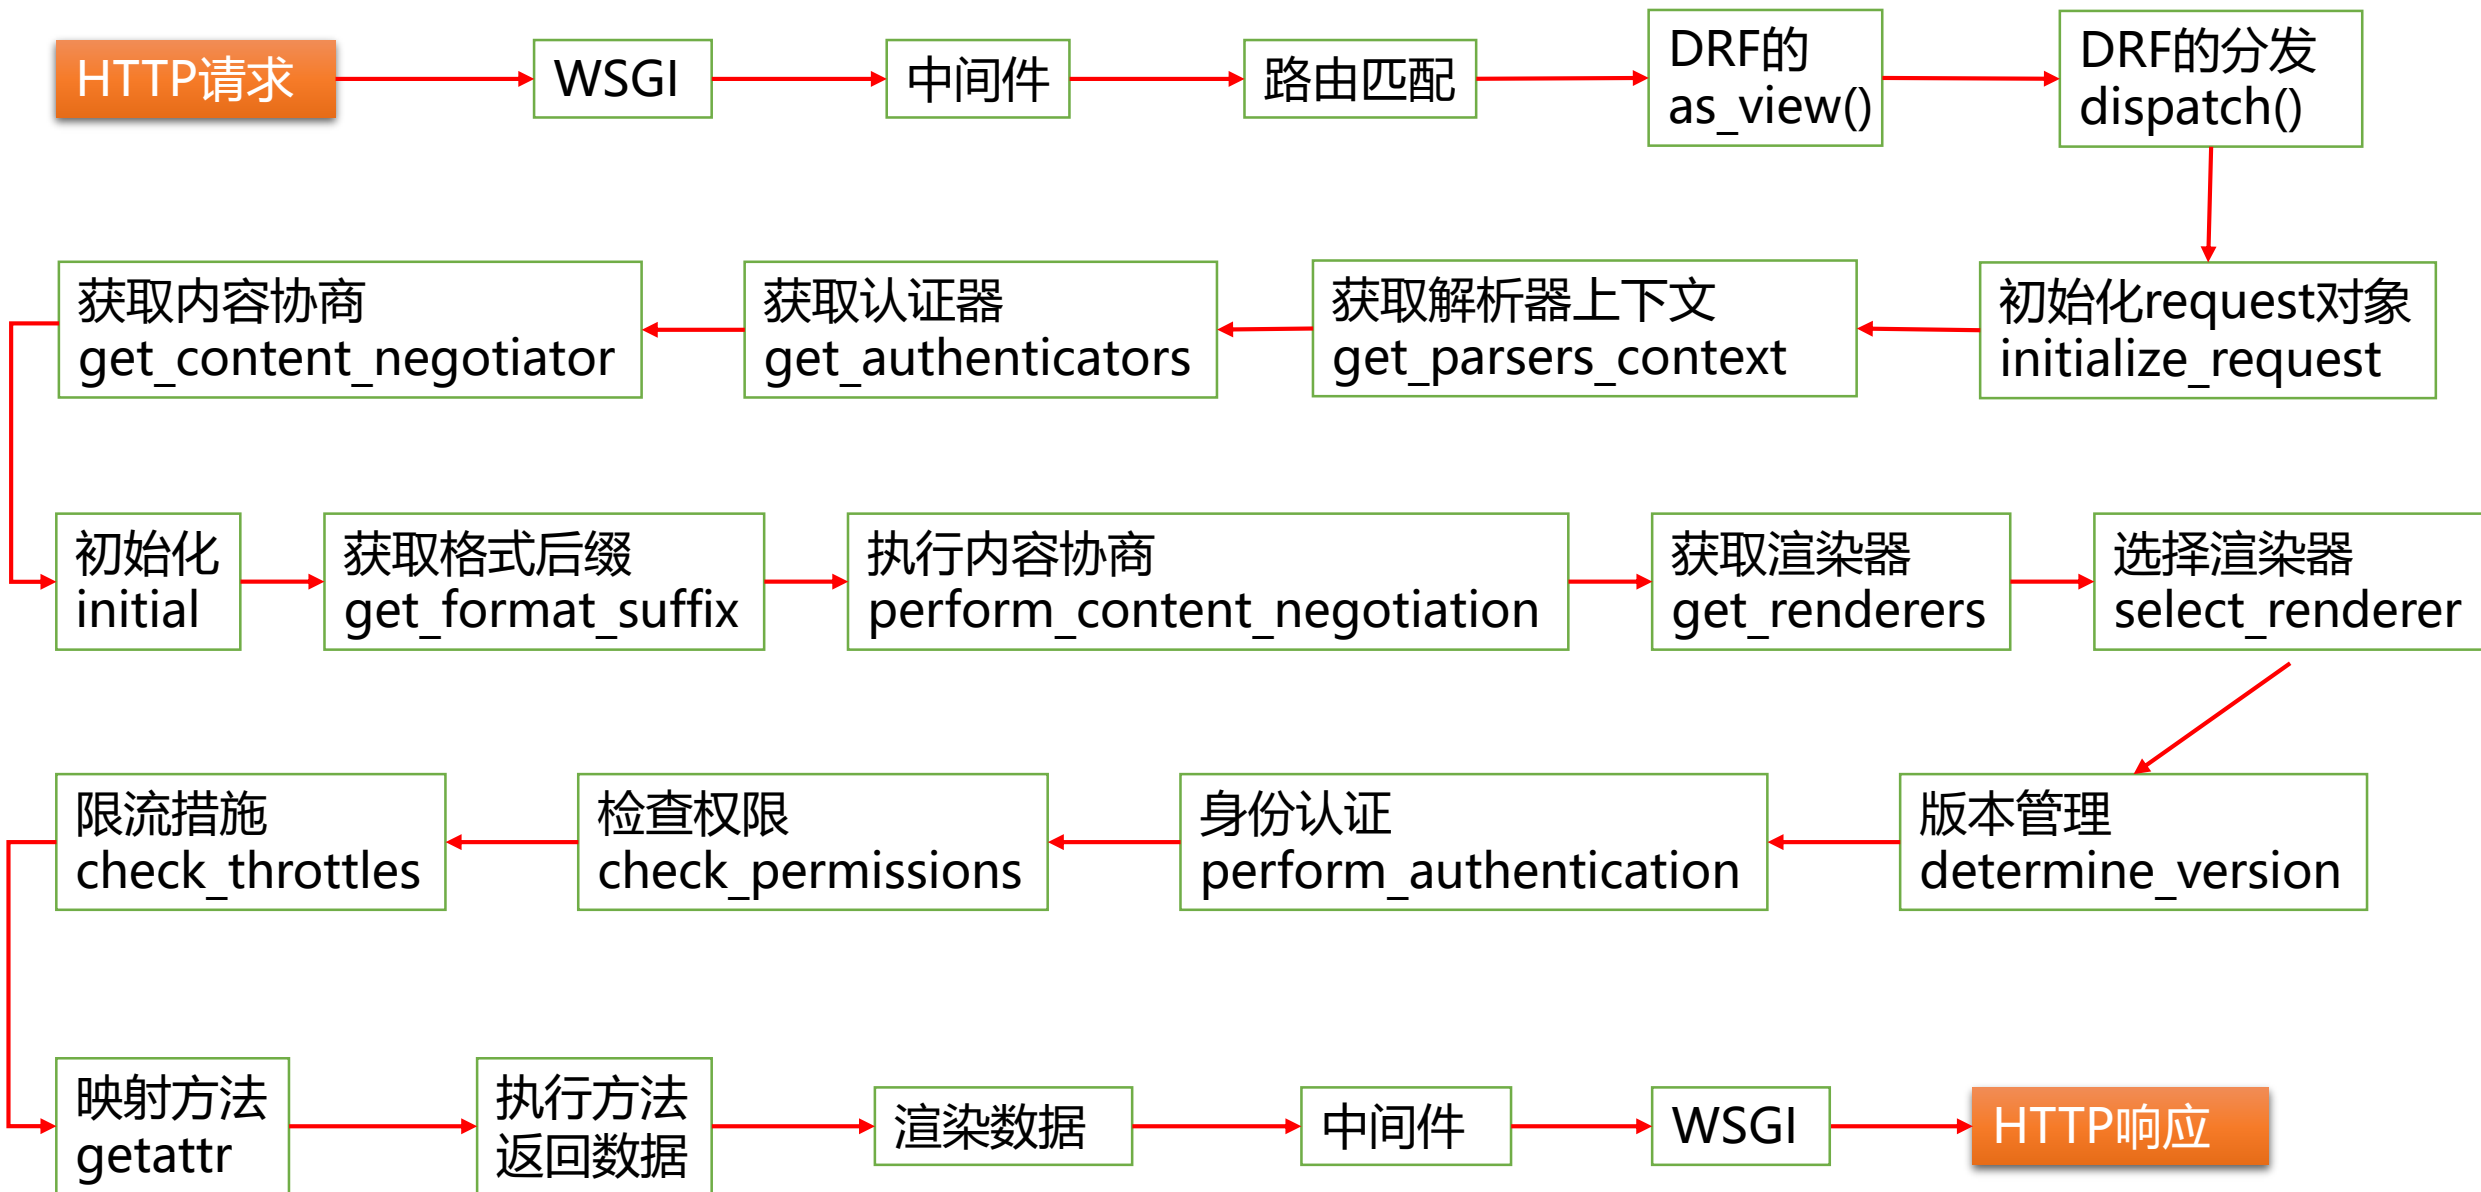 HTTP请求
WSGI
中间件
路由匹配
DRF的
as_view()
DRF的分发
dispatch()
初始化request对象
initialize_request
获取解析器上下文
get_parsers_context
获取认证器
get_authenticators
获取内容协商
get_content_negotiator
初始化
initial
获取格式后缀
get_format_suffix
执行内容协商
perform_content_negotiation
获取渲染器
get_renderers
选择渲染器
select_renderer
版本管理
determine_version
身份认证
perform_authentication
检查权限
check_permissions
限流措施
check_throttles
映射方法
getattr
执行方法
返回数据
渲染数据
中间件
WSGI
HTTP响应